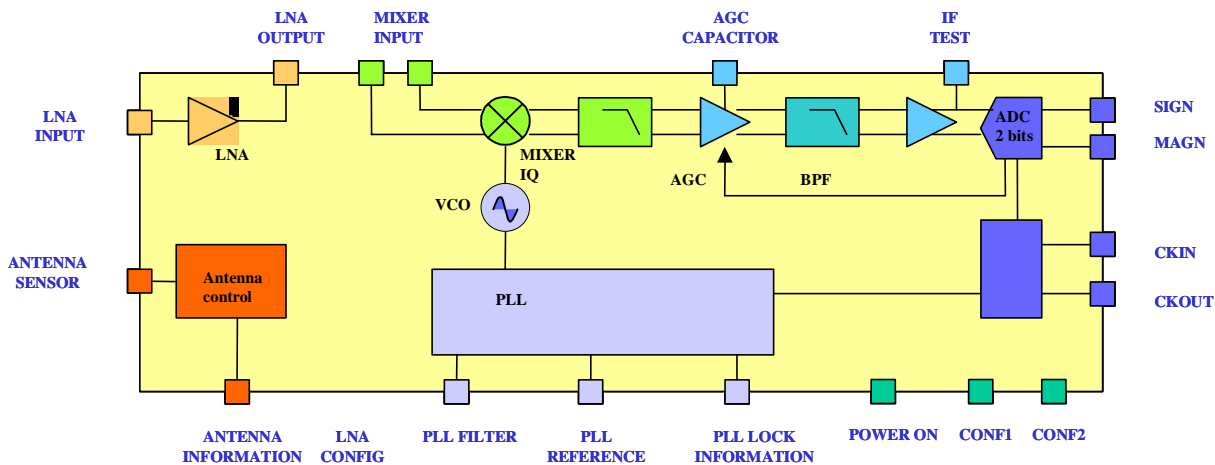 LNA
OUTPUT
MIXER
INPUT
AGC
CAPACITOR
IF
TEST
LNA
INPUT
LNA
MIXER
IQ
AGC
BPF
ADC
2 bits
SIGN
MAGN
VCO
ANTENNA
SENSOR
Antenna
control
PLL
CKIN
CKOUT
ANTENNA
INFORMATION
LNA
CONFIG
PLL FILTER
PLL
REFERENCE
PLL LOCK
INFORMATION
POWER ON
CONF1
CONF2